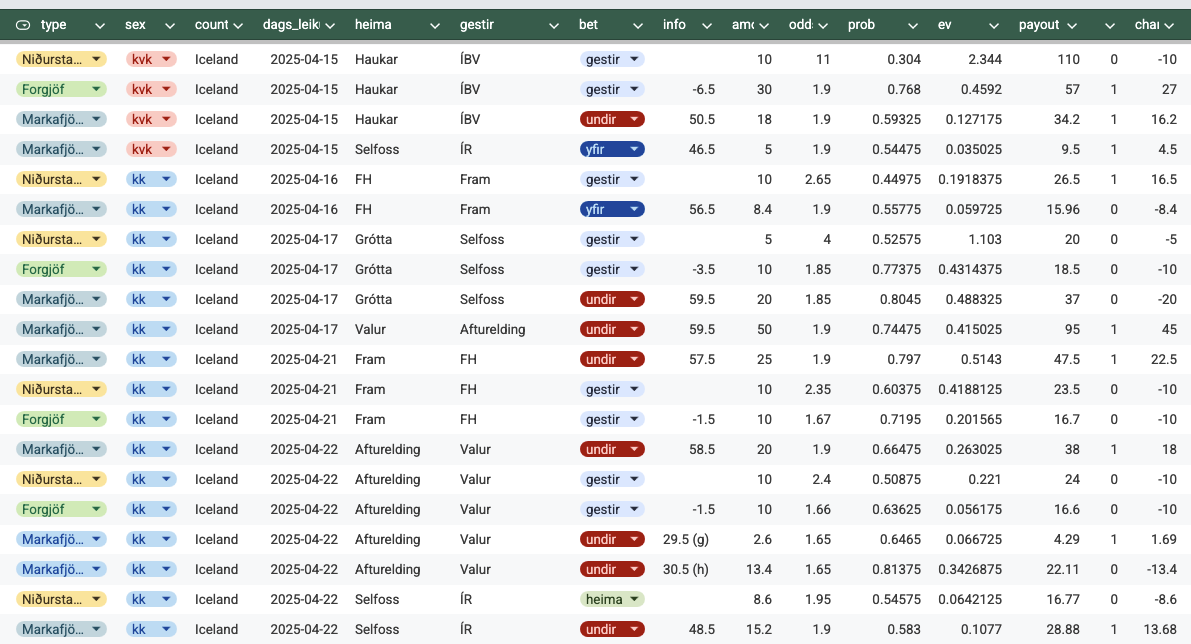 type sex count dags_leik heima gestir bet info amo odds prob ev payout char
Niðursta... kvk Iceland 2025-04-15 Haukar ÍBV gestir 10 11 0.304 2.344 110 0 -10
Forgjöf kvk Iceland 2025-04-15 Haukar ÍBV gestir -6.5 30 1.9 0.768 0.4592 57 1 27
Markafjö... kvk Iceland 2025-04-15 Haukar ÍBV undir 50.5 18 1.9 0.59325 0.127175 34.2 1 16.2
Markafjö... kvk Iceland 2025-04-15 Selfoss ÍR yfir 46.5 5 1.9 0.54475 0.035025 9.5 1 4.5
Niðursta... kk Iceland 2025-04-16 FH Fram gestir 10 2.65 0.44975 0.1918375 26.5 1 16.5
Markafjö... kk Iceland 2025-04-16 FH Fram yfir 56.5 8.4 1.9 0.55775 0.059725 15.96 0 -8.4
Niðursta... kk Iceland 2025-04-17 Grótta Selfoss gestir 5 4 0.52575 1.103 20 0 -5
Forgjöf kk Iceland 2025-04-17 Grótta Selfoss gestir -3.5 10 1.85 0.77375 0.4314375 18.5 0 -10
Markafjö... kk Iceland 2025-04-17 Grótta Selfoss undir 59.5 20 1.85 0.8045 0.488325 37 0 -20
Markafjö... kk Iceland 2025-04-17 Valur Afturelding undir 59.5 50 1.9 0.74475 0.415025 95 1 45
Markafjö... kk Iceland 2025-04-21 Fram FH undir 57.5 25 1.9 0.797 0.5143 47.5 1 22.5
Niðursta... kk Iceland 2025-04-21 Fram FH gestir 10 2.35 0.60375 0.4188125 23.5 0 -10
Forgjöf kk Iceland 2025-04-21 Fram FH gestir -1.5 10 1.67 0.7195 0.201565 16.7 0 -10
Markafjö... kk Iceland 2025-04-22 Afturelding Valur undir 58.5 20 1.9 0.66475 0.263025 38 1 18
Niðursta... kk Iceland 2025-04-22 Afturelding Valur gestir 10 2.4 0.50875 0.221 24 0 -10
Forgjöf kk Iceland 2025-04-22 Afturelding Valur gestir -1.5 10 1.66 0.63625 0.056175 16.6 0 -10
Markafjö... kk Iceland 2025-04-22 Afturelding Valur undir 29.5 (g) 2.6 1.65 0.6465 0.066725 4.29 1 1.69
Markafjö... kk Iceland 2025-04-22 Afturelding Valur undir 30.5 (h) 13.4 1.65 0.81375 0.3426875 22.11 0 -13.4
Niðursta... kk Iceland 2025-04-22 Selfoss ÍR heima 8.6 1.95 0.54575 0.0642125 16.77 0 -8.6
Markafjö... kk Iceland 2025-04-22 Selfoss ÍR undir 48.5 15.2 1.9 0.583 0.1077 28.88 1 13.68